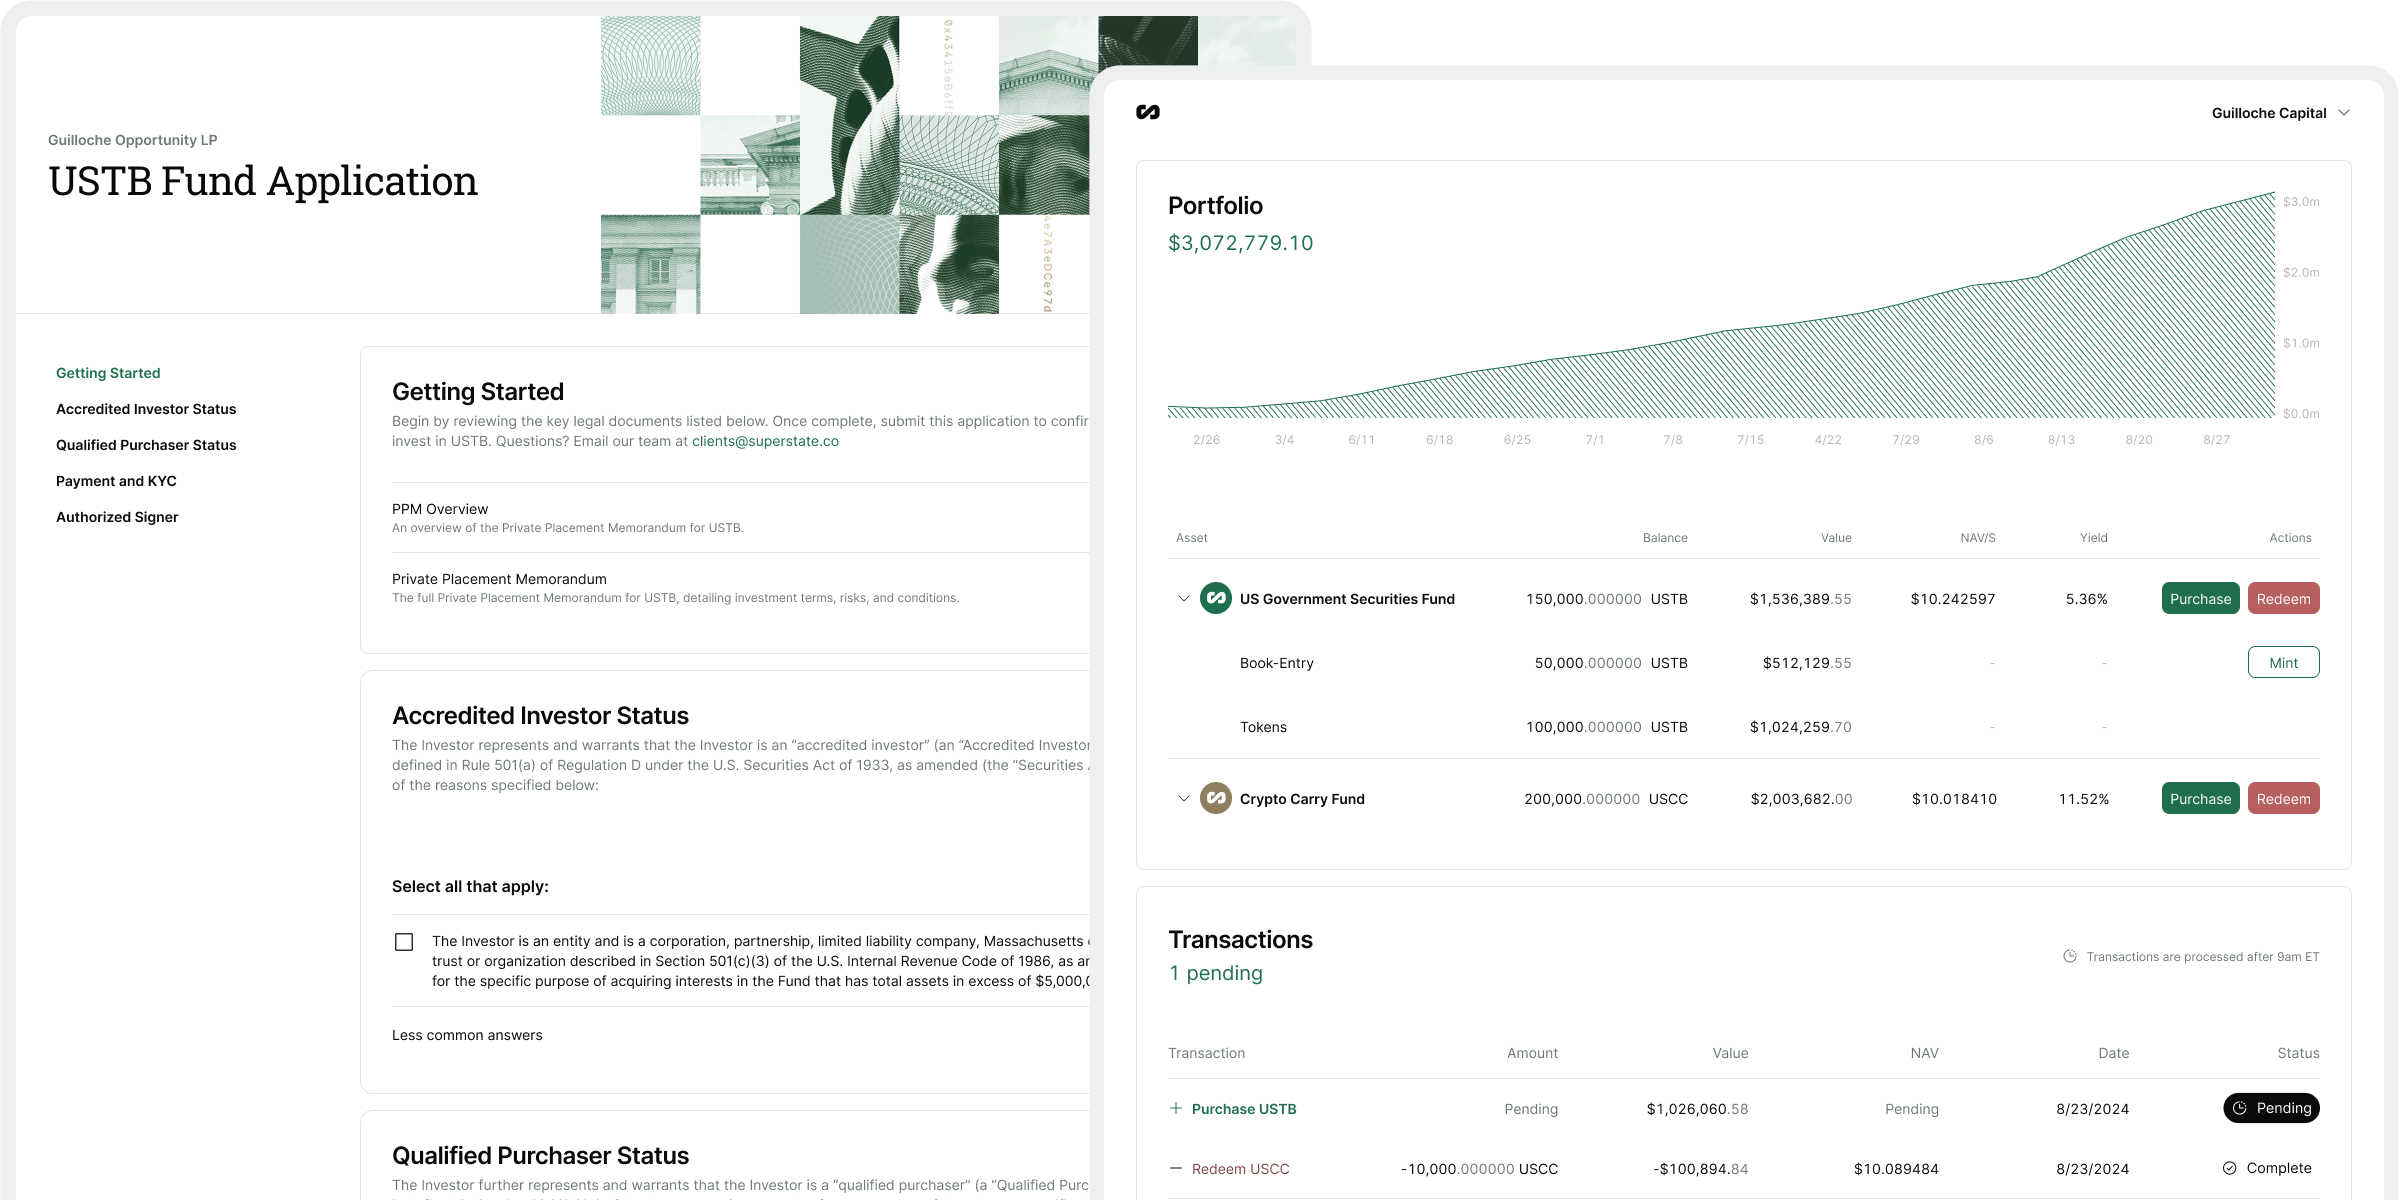 Guilloche Opportunity LP
USTB Fund Application
0x43415eB6ff
4e7A3eDCe97d
Getting Started
Accredited Investor Status
Qualified Purchaser Status
Payment and KYC
Authorized Signer
Getting Started
Begin by reviewing the key legal documents listed below. Once complete, submit this application to
invest in USTB. Questions? Email our team at clients@superstate.co
PPM Overview
An overview of the Private Placement Memorandum for USTB.
Private Placement Memorandum
The full Private Placement Memorandum for USTB, detailing investment terms, risks, and conditions.
Accredited Investor Status
The Investor represents and warrants that the Investor is an “accredited investor” (an “Accredited Investor
defined in Rule 501(a) of Regulation D under the U.S. Securities Act of 1933, as amended (the “Securities
of the reasons specified below:
Select all that apply:
The Investor is an entity and is a corporation, partnership, limited liability company, Massachusetts
trust or organization described in Section 501(c)(3) of the U.S. Internal Revenue Code of 1986, as
for the specific purpose of acquiring interests in the Fund that has total assets in excess of $5,000,0
Less common answers
Qualified Purchaser Status
The Investor further represents and warrants that the Investor is a “qualified purchaser” (a “Qualified Purc
Guilloche Capital
Portfolio
$3,072,779.10
$3.0m
$2.0m
$1.0m
$0.0m
2/26 3/4 6/11 6/18 6/25 7/1 7/8 7/15 4/22 7/29 8/6 8/13 8/20 8/27
Asset Balance Value NAV/S Yield Actions
US Government Securities Fund 150,000.000000 USTB $1,536,389.55 $10.242597 5.36% Purchase Redeem
Book-Entry 50,000.000000 USTB $512,129.55 - - Mint
Tokens 100,000.000000 USTB $1,024,259.70 - -
Crypto Carry Fund 200,000.000000 USCC $2,003,682.00 $10.018410 11.52% Purchase Redeem
Transactions
1 pending
Transactions are processed after 9am ET
Transaction Amount Value NAV Date Status
+ Purchase USTB Pending $1,026,060.58 Pending 8/23/2024 Pending
− Redeem USCC -10,000.000000 USCC -$100,894.84 $10.089484 8/23/2024 Complete